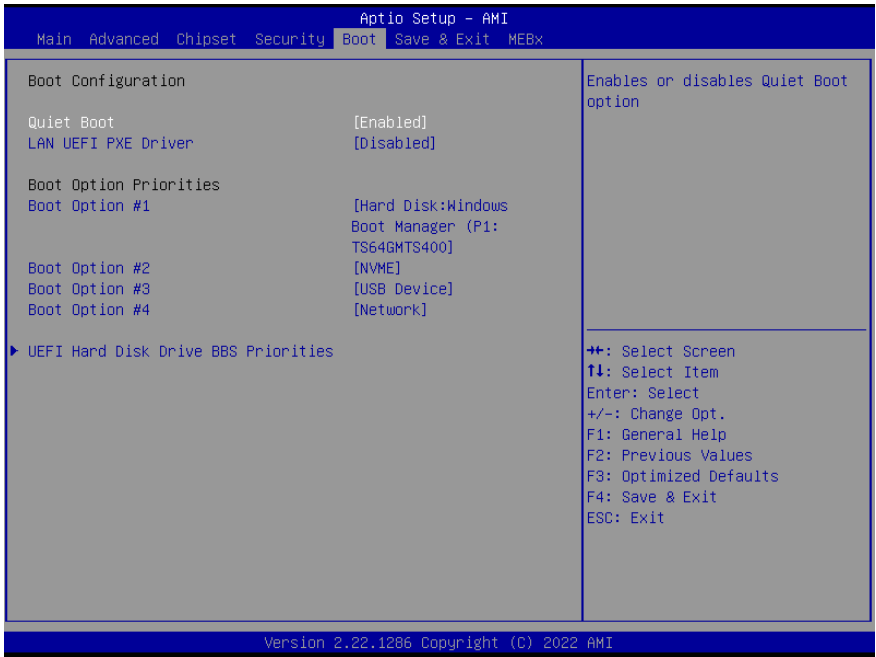 Aptio Setup – AMI
Main Advanced Chipset Security Boot Save & Exit MEBx
Boot Configuration
Quiet Boot [Enabled]
LAN UEFI PXE Driver [Disabled]
Boot Option Priorities
Boot Option #1 [Hard Disk:Windows
Boot Manager (P1:
TS64GMTS400]
Boot Option #2 [NVME]
Boot Option #3 [USB Device]
Boot Option #4 [Network]
UEFI Hard Disk Drive BBS Priorities
Enables or disables Quiet Boot
option
→←: Select Screen
↑↓: Select Item
Enter: Select
+/-: Change Opt.
F1: General Help
F2: Previous Values
F3: Optimized Defaults
F4: Save & Exit
ESC: Exit
Version 2.22.1286 Copyright (C) 2022 AMI